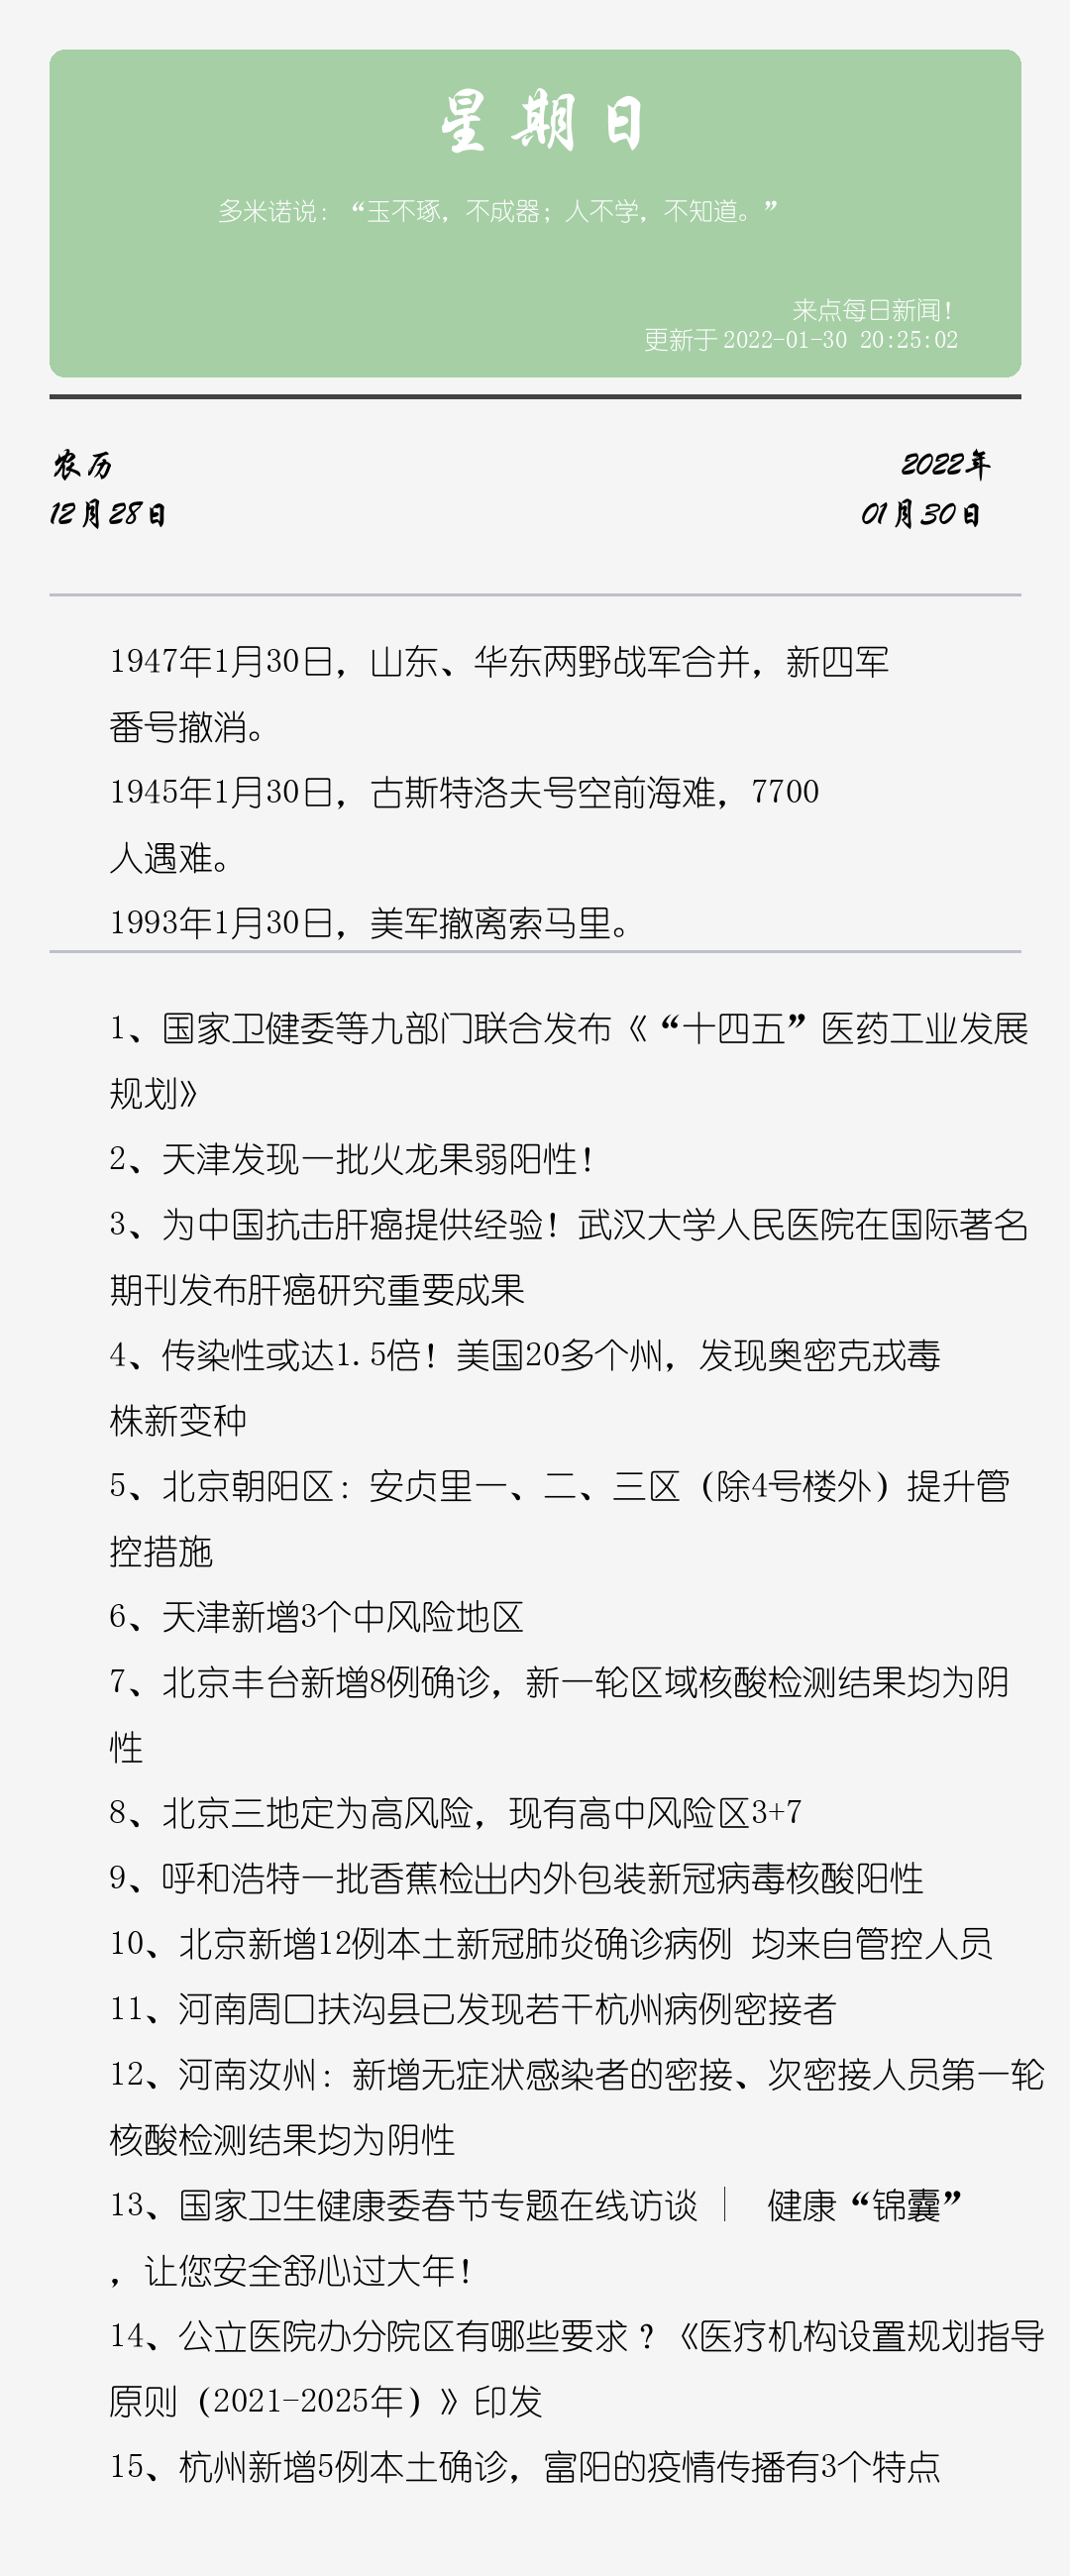 星期日
多米诺说：“玉不琢，不成器；人不学，不知道。”
来点每日新闻！
更新于2022-01-30 20:25:02
农历
2022年
12月28日
01月30日
1947年1月30日，山东、华东两野战军合并，新四军
番号撤消。
1945年1月30日，古斯特洛夫号空前海难，7700
人遇难。
1993年1月30日，美军撤离索马里。
1、国家卫健委等九部门联合发布《“十四五”医药工业发展
规划》
2、天津发现一批火龙果弱阳性！
3、为中国抗击肝癌提供经验！武汉大学人民医院在国际著名
期刊发布肝癌研究重要成果
4、传染性或达1.5倍！美国20多个州，发现奥密克戎毒
株新变种
5、北京朝阳区：安贞里一、二、三区（除4号楼外）提升管
控措施
6、天津新增3个中风险地区
7、北京丰台新增8例确诊，新一轮区域核酸检测结果均为阴
性
8、北京三地定为高风险，现有高中风险区3+7
9、呼和浩特一批香蕉检出内外包装新冠病毒核酸阳性
10、北京新增12例本土新冠肺炎确诊病例 均来自管控人员
11、河南周口扶沟县已发现若干杭州病例密接者
12、河南汝州：新增无症状感染者的密接、次密接人员第一轮
核酸检测结果均为阴性
13、国家卫生健康委春节专题在线访谈｜ 健康“锦囊”
，让您安全舒心过大年！
14、公立医院办分院区有哪些要求？《医疗机构设置规划指导
原则（2021-2025年）》印发
15、杭州新增5例本土确诊，富阳的疫情传播有3个特点